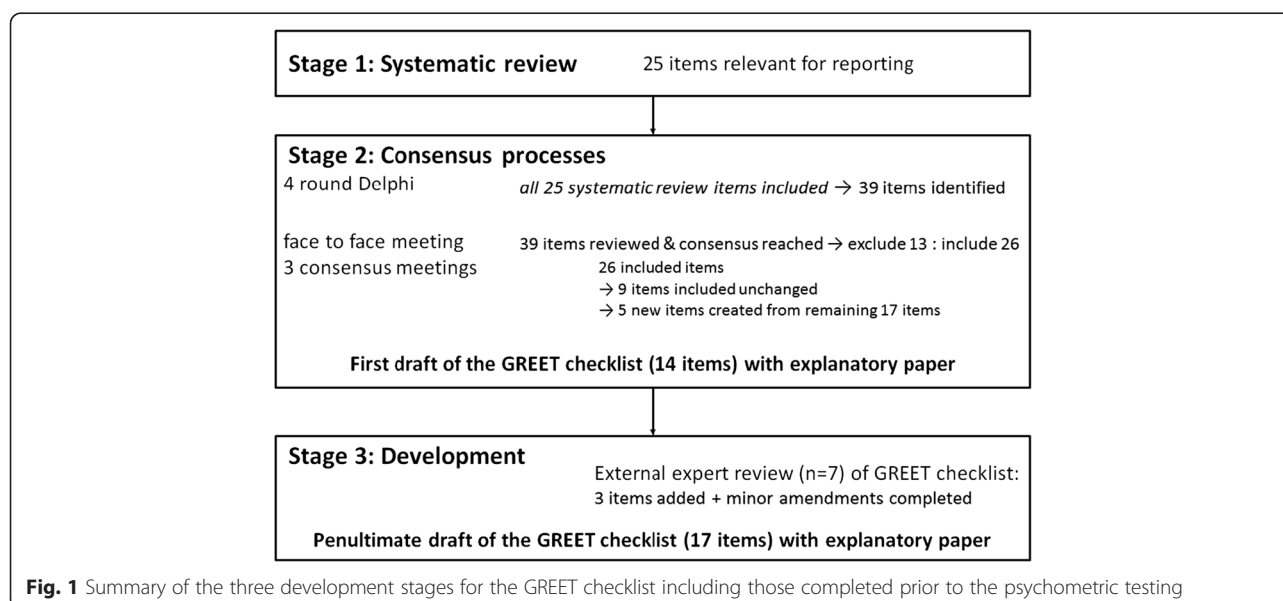 Stage 1: Systematic review 25 items relevant for reporting
Stage 2: Consensus processes
4 round Delphi all 25 systematic review items included → 39 items identified
face to face meeting 39 items reviewed & consensus reached → exclude 13 : include 26
3 consensus meetings 26 included items
→ 9 items included unchanged
→ 5 new items created from remaining 17 items
First draft of the GREET checklist (14 items) with explanatory paper
Stage 3: Development
External expert review (n=7) of GREET checklist:
3 items added + minor amendments completed
Penultimate draft of the GREET checklist (17 items) with explanatory paper
Fig. 1 Summary of the three development stages for the GREET checklist including those completed prior to the psychometric testing